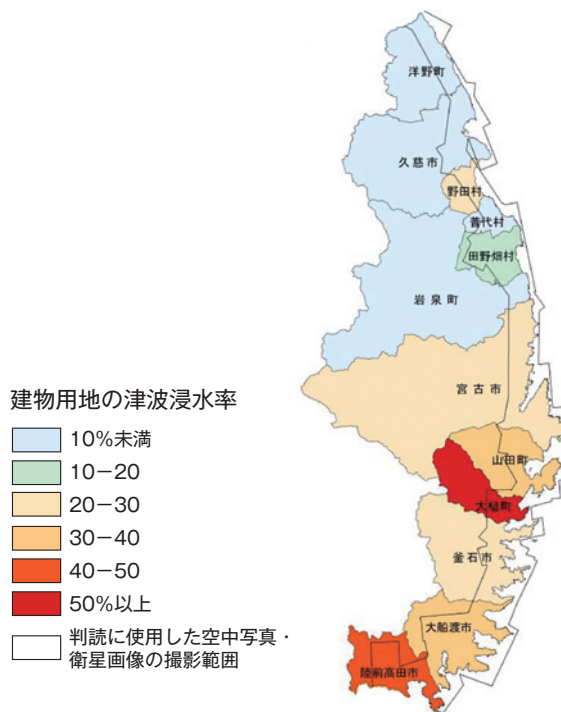 洋野町
久慈市
野田村
普代村
田野畑村
岩泉町
宮古市
山田町
大槌町
釜石市
大船渡市
陸前高田市
建物用地の津波浸水率
10%未満
10−20
20−30
30−40
40−50
50%以上
判読に使用した空中写真・
衛星画像の撮影範囲